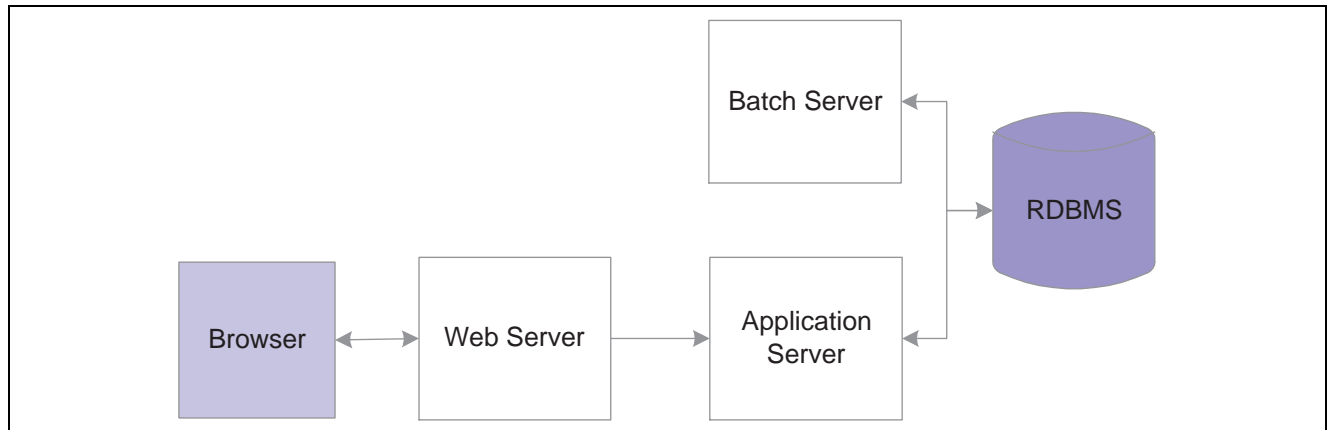 Batch Server
RDBMS
Browser
Web Server
Application
Server